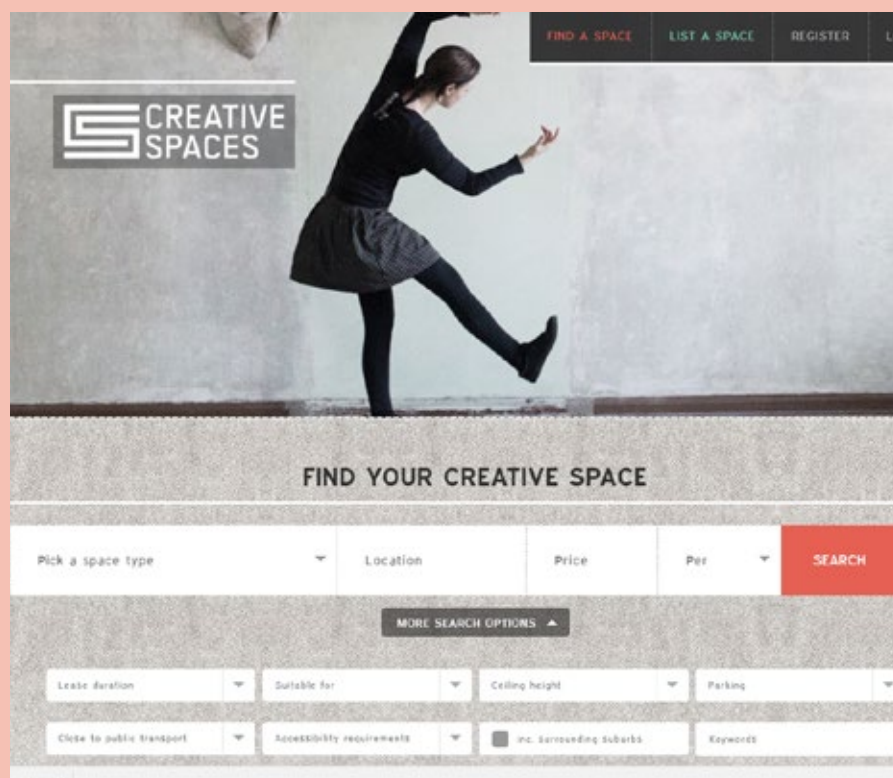 FIND A SPACE LIST A SPACE REGISTER L
CREATIVE
SPACES
FIND YOUR CREATIVE SPACE
Pick a space type Location Price Per SEARCH
MORE SEARCH OPTIONS
Lease duration Suitable for Ceiling height Parking
Close to public transport Accessibility requirements inc. surrounding suburbs Keywords